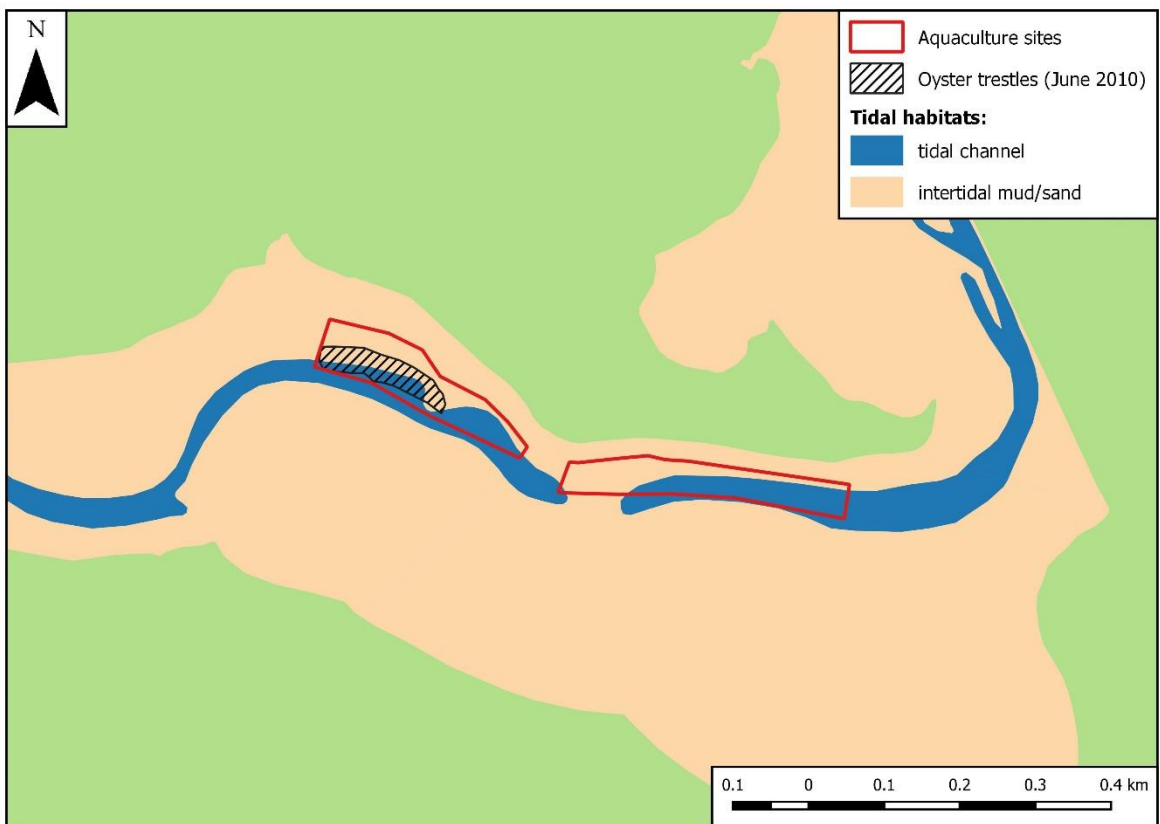 N
Aquaculture sites
Oyster trestles (June 2010)
Tidal habitats:
tidal channel
intertidal mud/sand
0.1 0 0.1 0.2 0.3 0.4 km